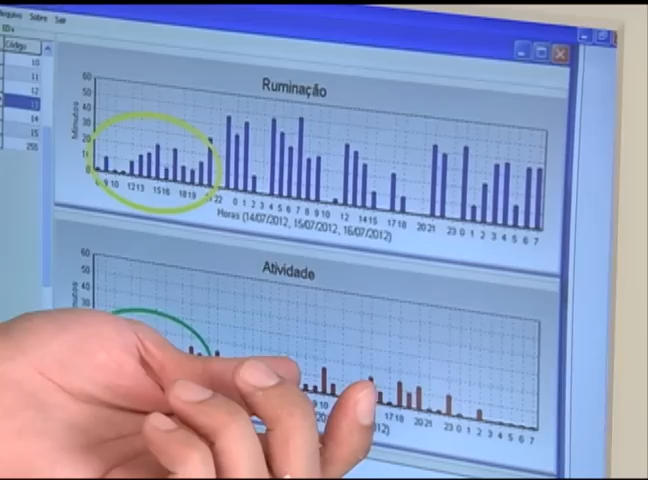 Arquivo Sobre Sair
Código
10
11
12
13
14
15
255
Ruminação
60
50
40
30
20
Minutos
9 10 12 13 15 16 18 19 22 0 1 2 3 4 5 6 7 8 9 10 12 14 15 17 18 20 21 23 0 1 2 3 4 5 6 7
Horas (14/07/2012, 15/07/2012, 16/07/2012)
Atividade
60
50
40
30
9 10 17 18 20 21 23 0 1 2 3 4 5 6 7